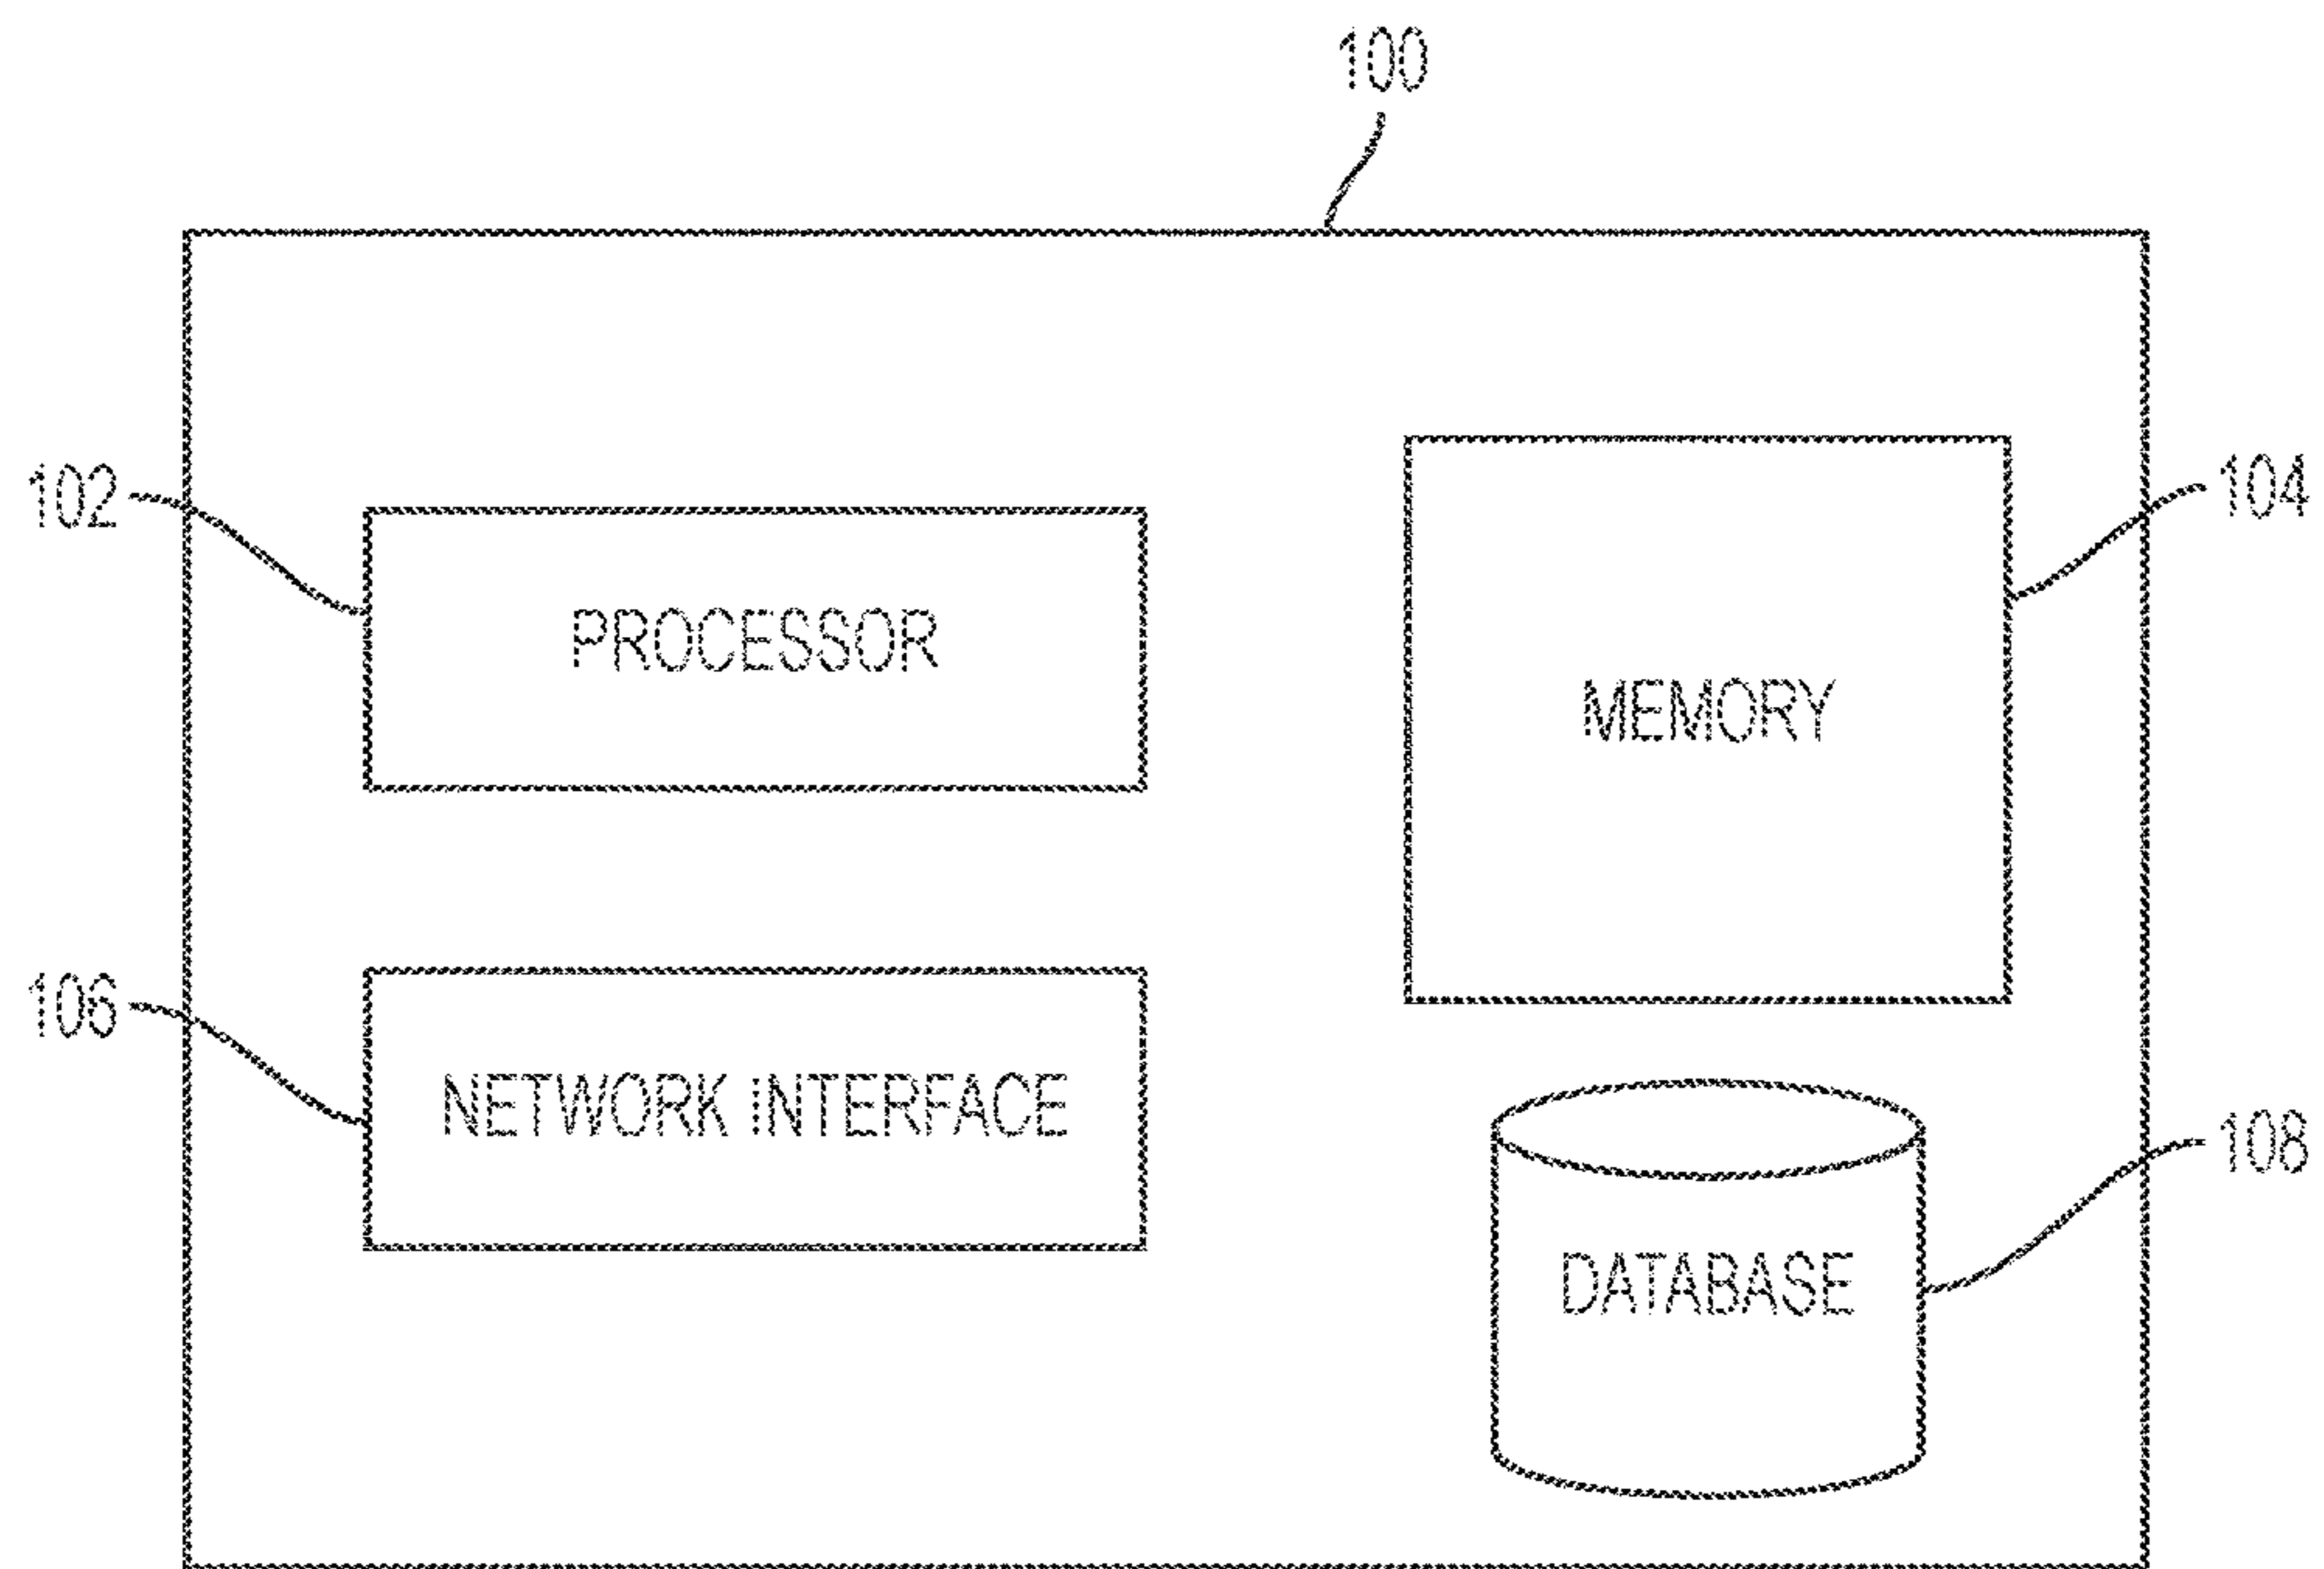 100
102
104
PROCESSOR
MEMORY
106
NETWORK INTERFACE
108
DATABASE